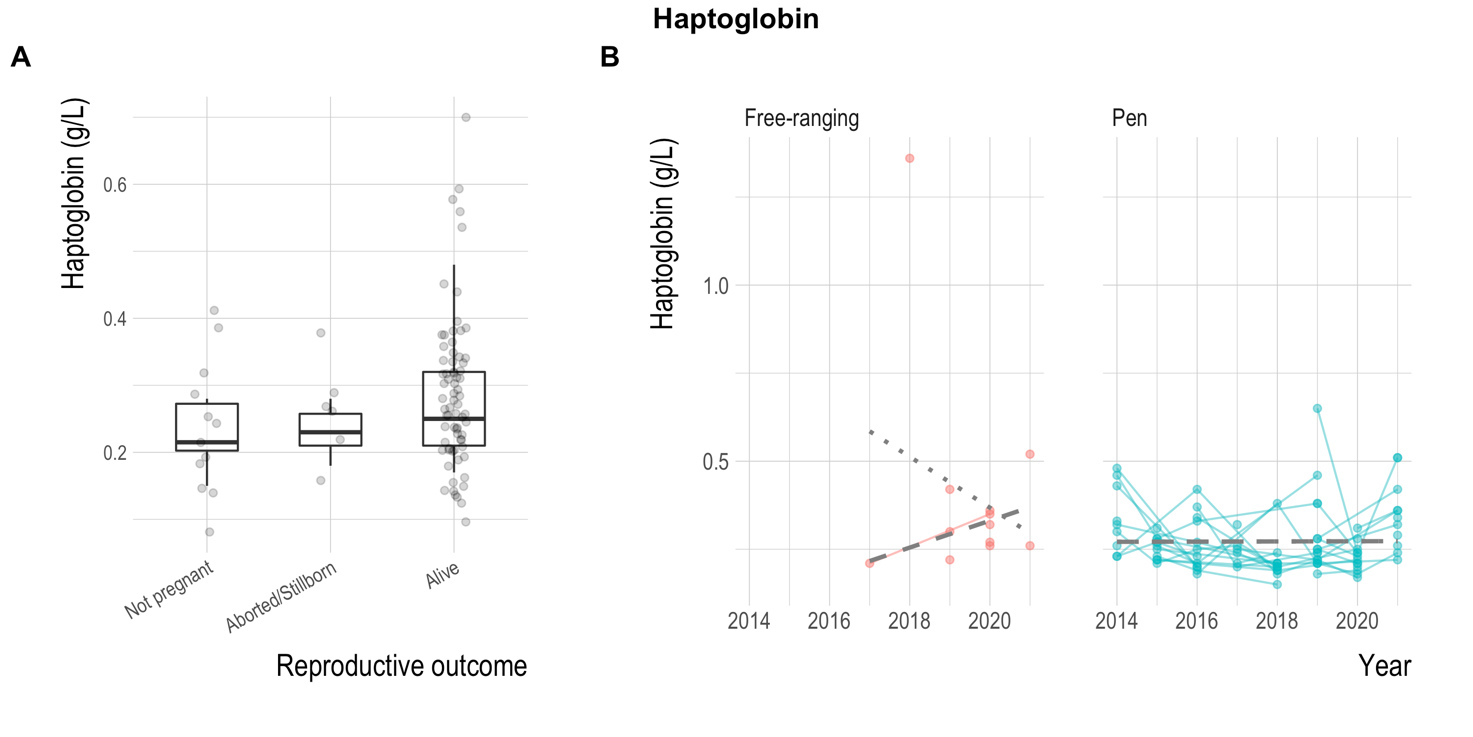 Haptoglobin
A
B
Haptoglobin (g/L)
0.6
0.4
0.2
Not pregnant
Aborted/Stillborn
Alive
Reproductive outcome
Free-ranging
Pen
Haptoglobin (g/L)
1.0
0.5
2014 2016 2018 2020
2014 2016 2018 2020
Year